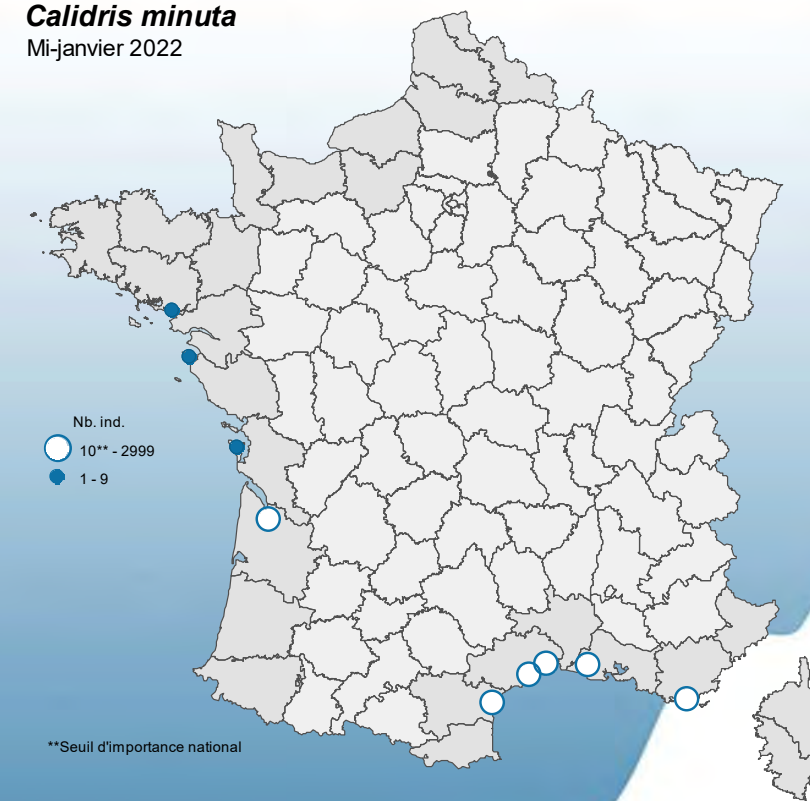 Calidris minuta
Mi-janvier 2022
Nb. ind.
10** - 2999
1 - 9
**Seuil d'importance national